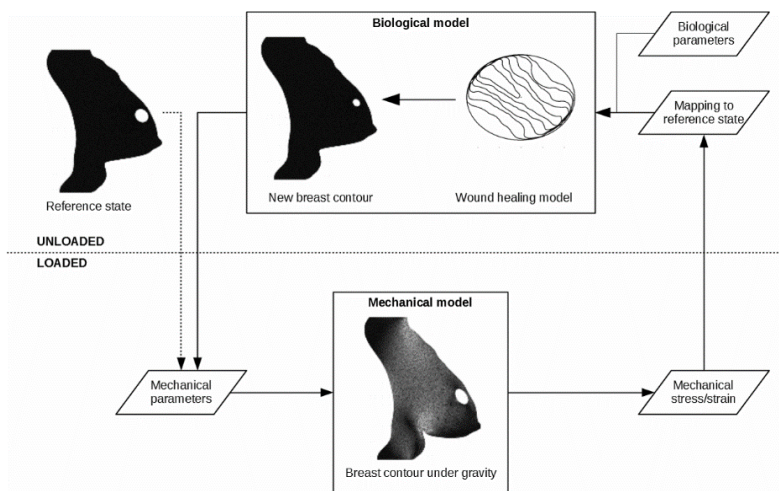 Biological model
Biological
parameters
Mapping to
reference state
Reference state
New breast contour
Wound healing model
UNLOADED
LOADED
Mechanical model
Mechanical
parameters
Mechanical
stress/strain
Breast contour under gravity